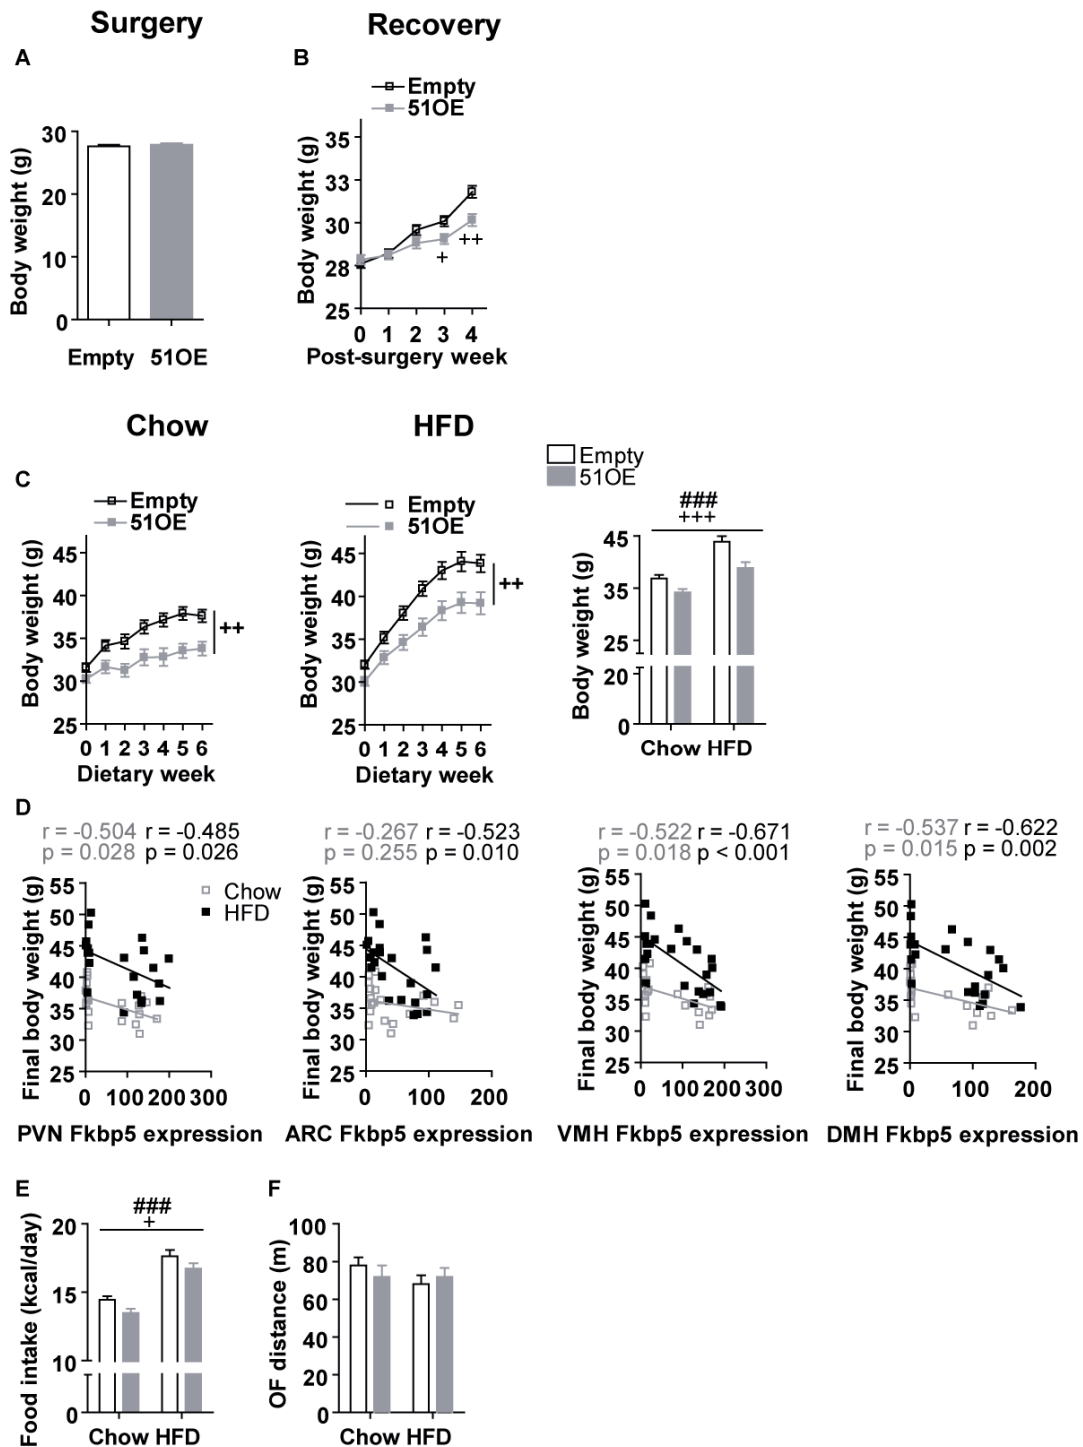 Surgery
Recovery
A
B
Empty
51OE
Body weight (g)
30
20
10
0
Empty 51OE
Body weight (g)
35
33
30
28
25
+
++
0 1 2 3 4
Post-surgery week
Chow
HFD
C
Empty
51OE
Body weight (g)
45
40
35
30
25
++
0 1 2 3 4 5 6
Dietary week
Empty
51OE
Body weight (g)
45
40
35
30
25
++
0 1 2 3 4 5 6
Dietary week
Empty
51OE
###
+++
Body weight (g)
45
35
25
20
0
Chow HFD
D
r = -0.504 r = -0.485
p = 0.028 p = 0.026
Final body weight (g)
55
50
45
40
35
30
25
Chow
HFD
0 100 200 300
PVN Fkbp5 expression
r = -0.267 r = -0.523
p = 0.255 p = 0.010
Final body weight (g)
55
50
45
40
35
30
25
0 100 200
ARC Fkbp5 expression
r = -0.522 r = -0.671
p = 0.018 p < 0.001
Final body weight (g)
55
50
45
40
35
30
25
0 100 200 300
VMH Fkbp5 expression
r = -0.537 r = -0.622
p = 0.015 p = 0.002
Final body weight (g)
55
50
45
40
35
30
25
0 100 200
DMH Fkbp5 expression
E
###
+
Food intake (kcal/day)
20
15
10
0
Chow HFD
F
OF distance (m)
100
80
60
40
20
0
Chow HFD